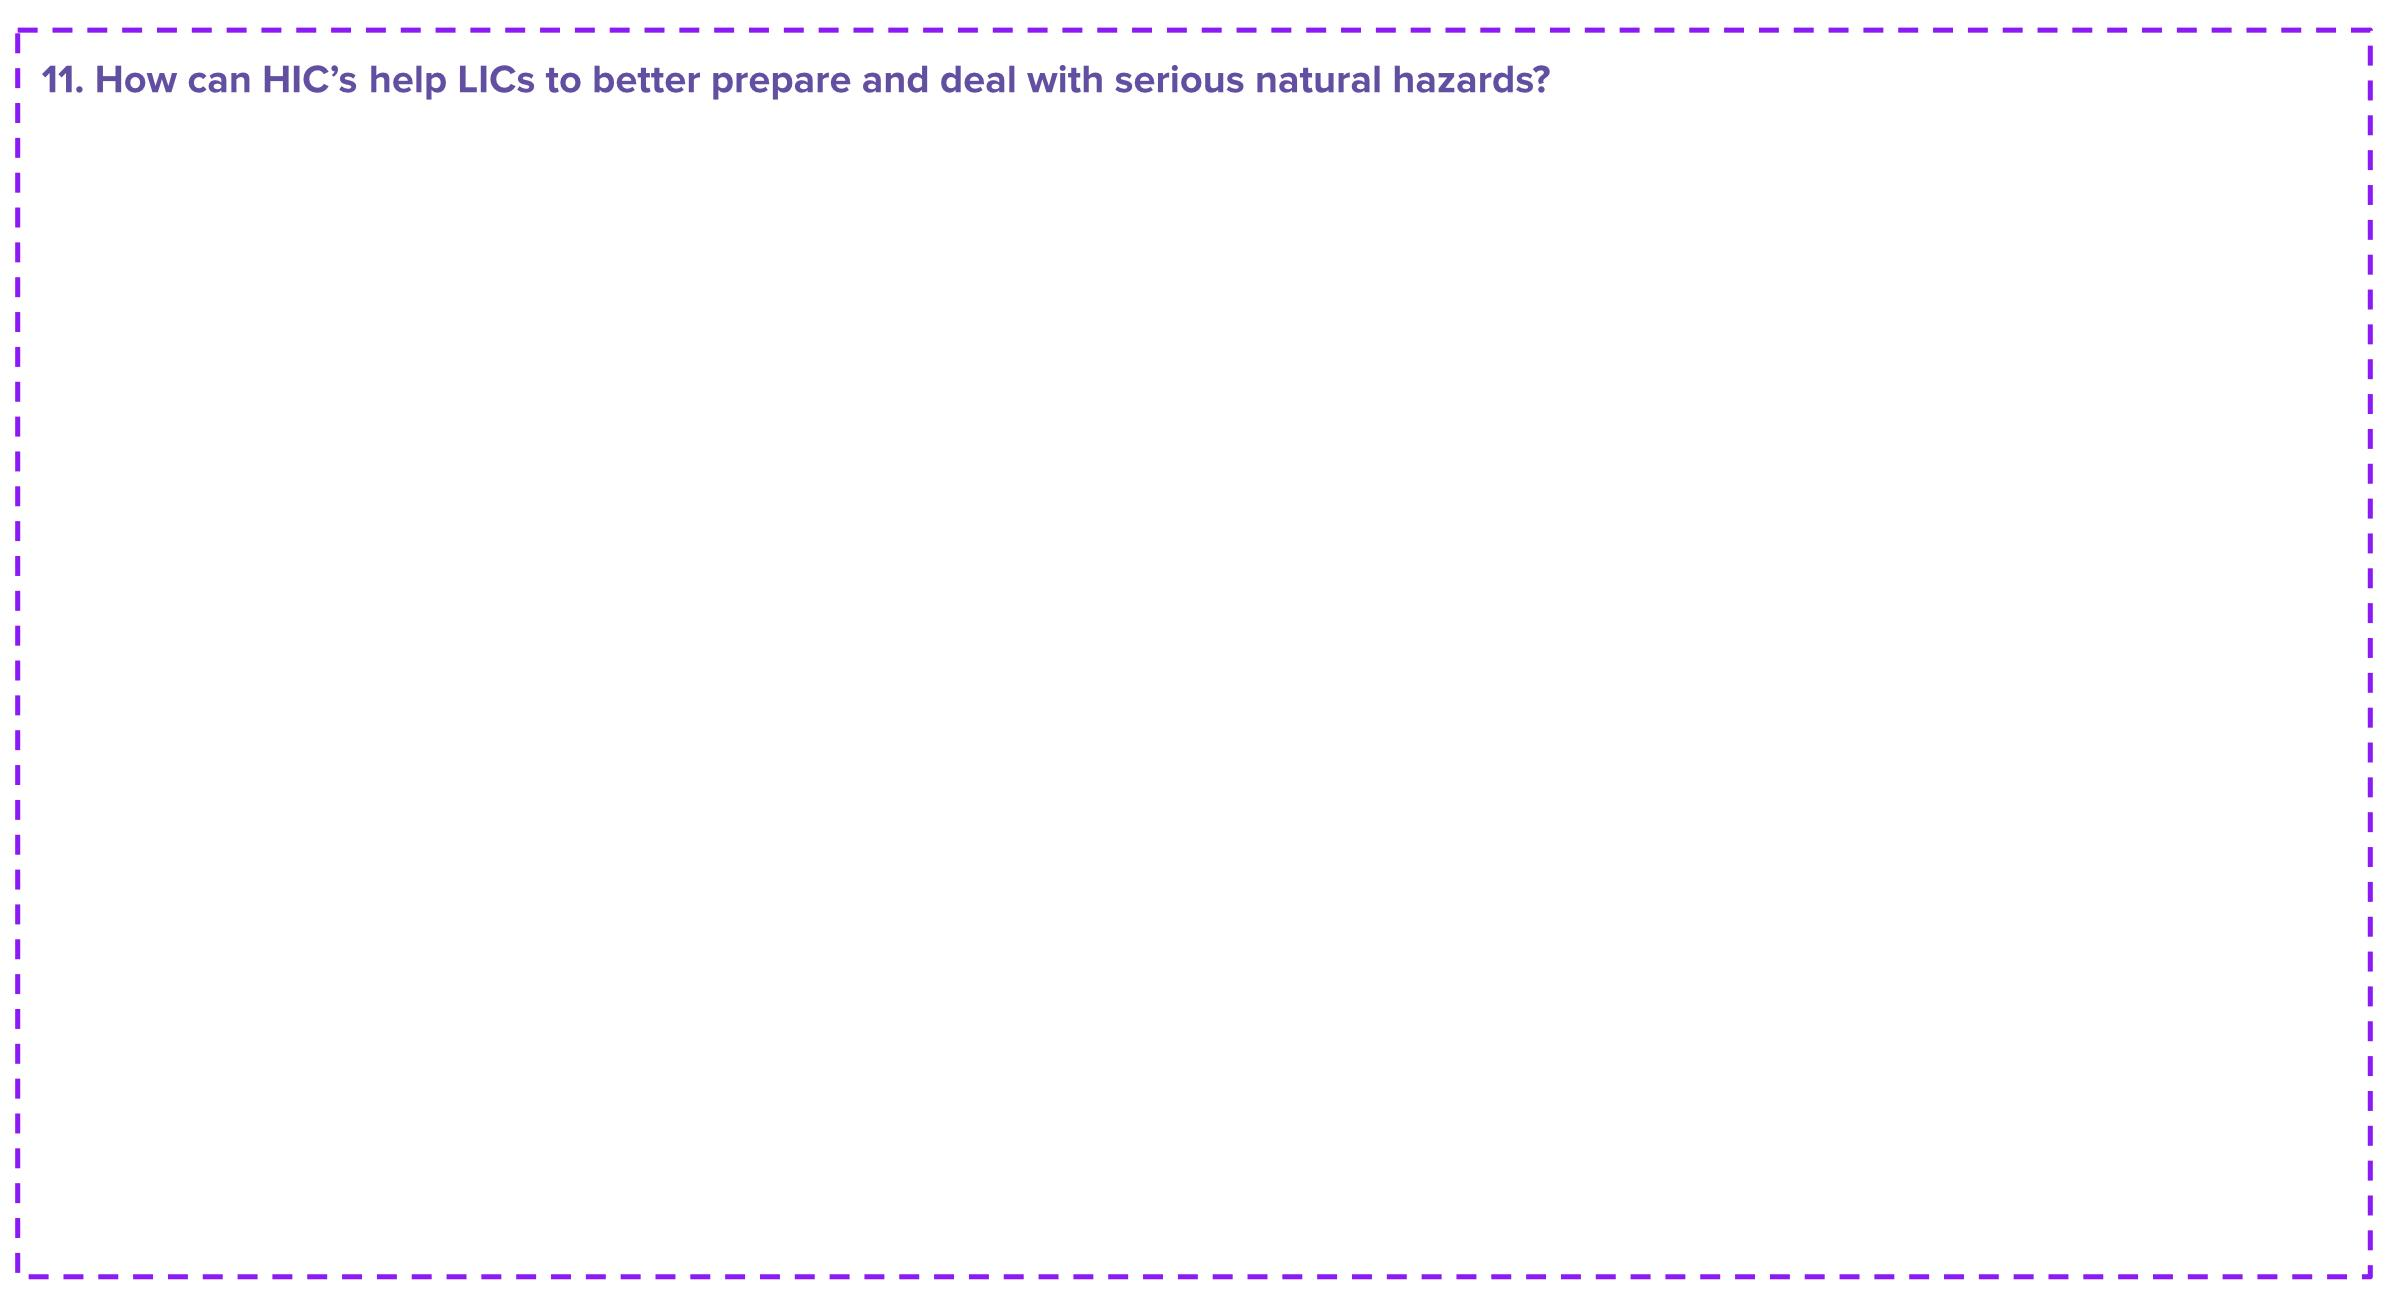 11. How can HIC’s help LICs to better prepare and deal with serious natural hazards?